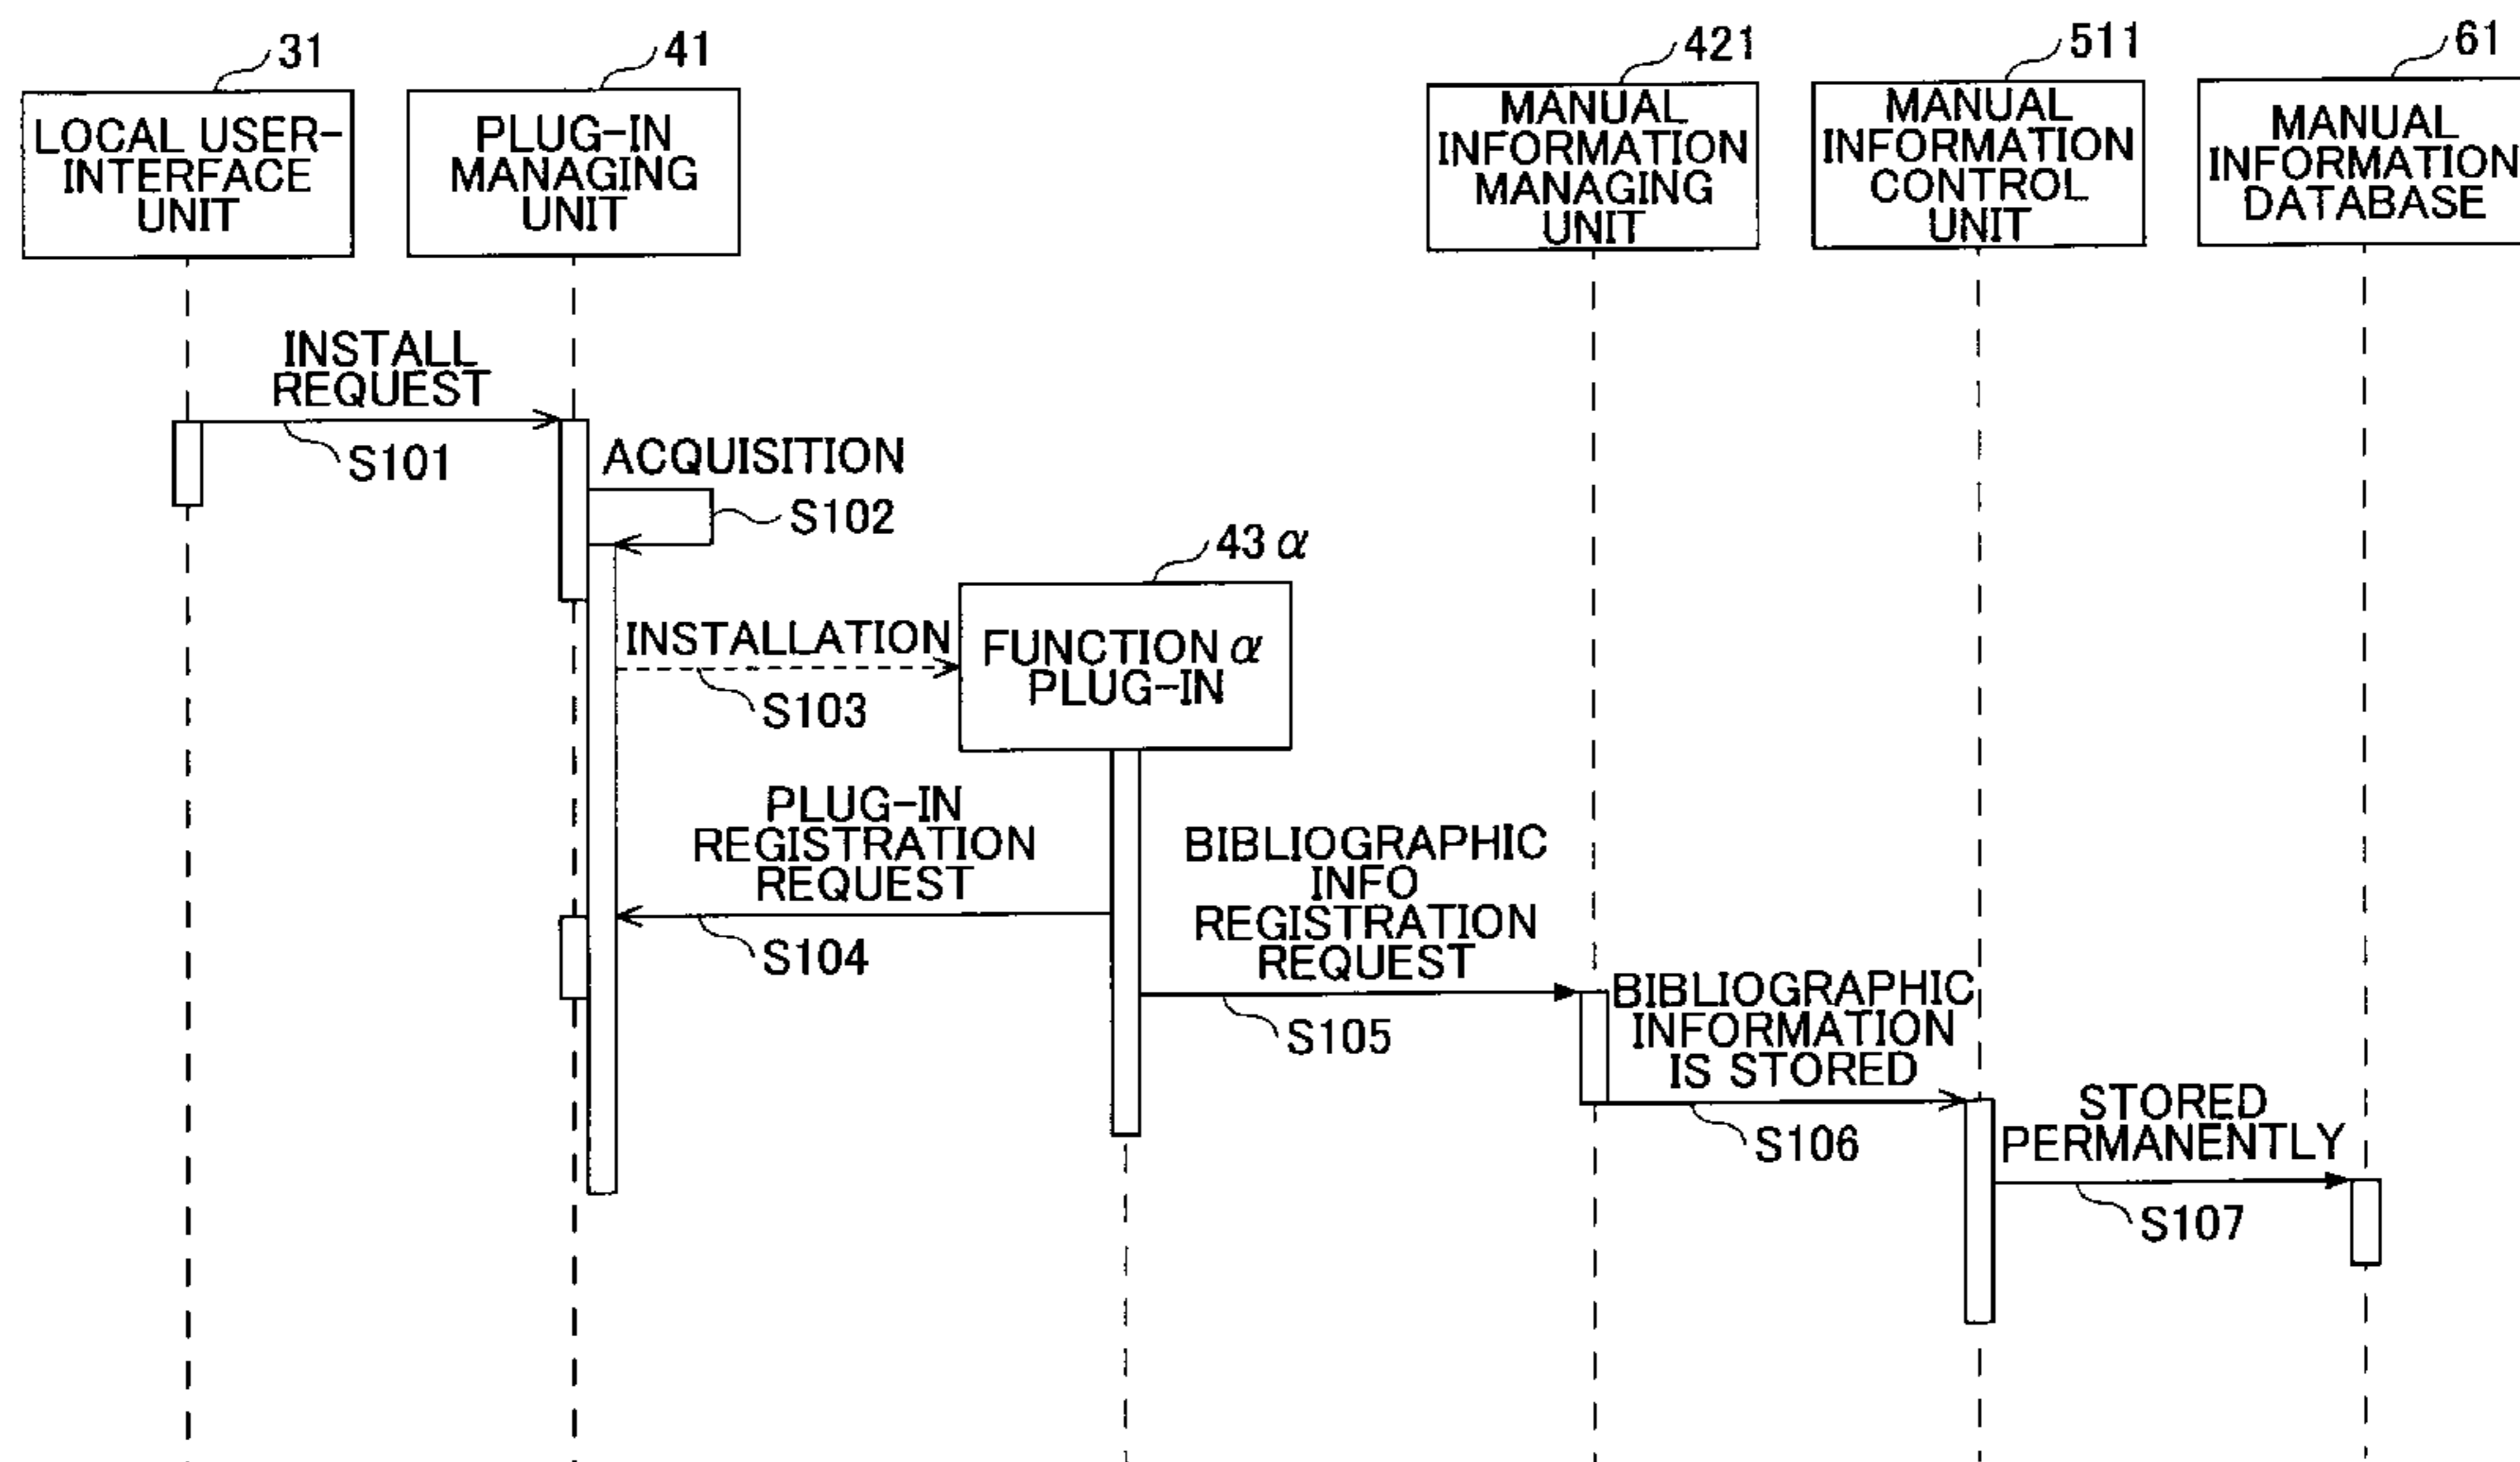 31
41
421
511
61
LOCAL USER-
INTERFACE
UNIT
PLUG-IN
MANAGING
UNIT
MANUAL
INFORMATION
MANAGING
UNIT
MANUAL
INFORMATION
CONTROL
UNIT
MANUAL
INFORMATION
DATABASE
INSTALL
REQUEST
S101
ACQUISITION
S102
43 α
INSTALLATION
S103
FUNCTION α
PLUG-IN
PLUG-IN
REGISTRATION
REQUEST
S104
BIBLIOGRAPHIC
INFO
REGISTRATION
REQUEST
S105
BIBLIOGRAPHIC
INFORMATION
IS STORED
S106
STORED
PERMANENTLY
S107